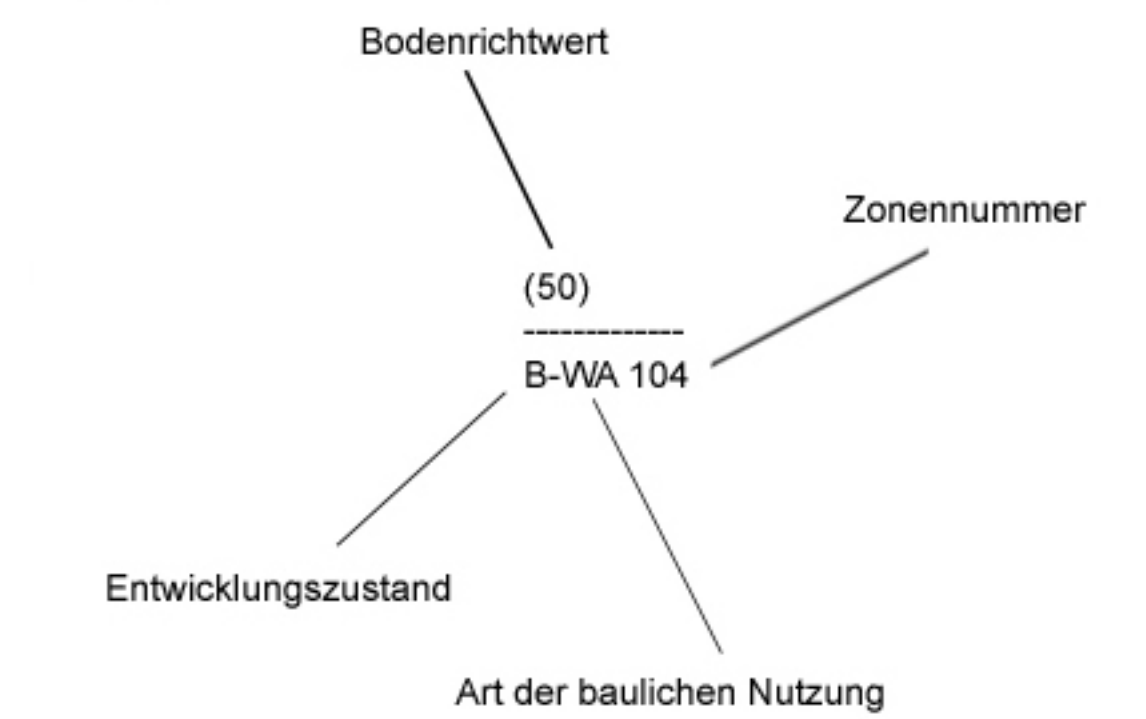 Bodenrichtwert
Zonennummer
(50)
-------------
B-WA 104
Entwicklungszustand
Art der baulichen Nutzung